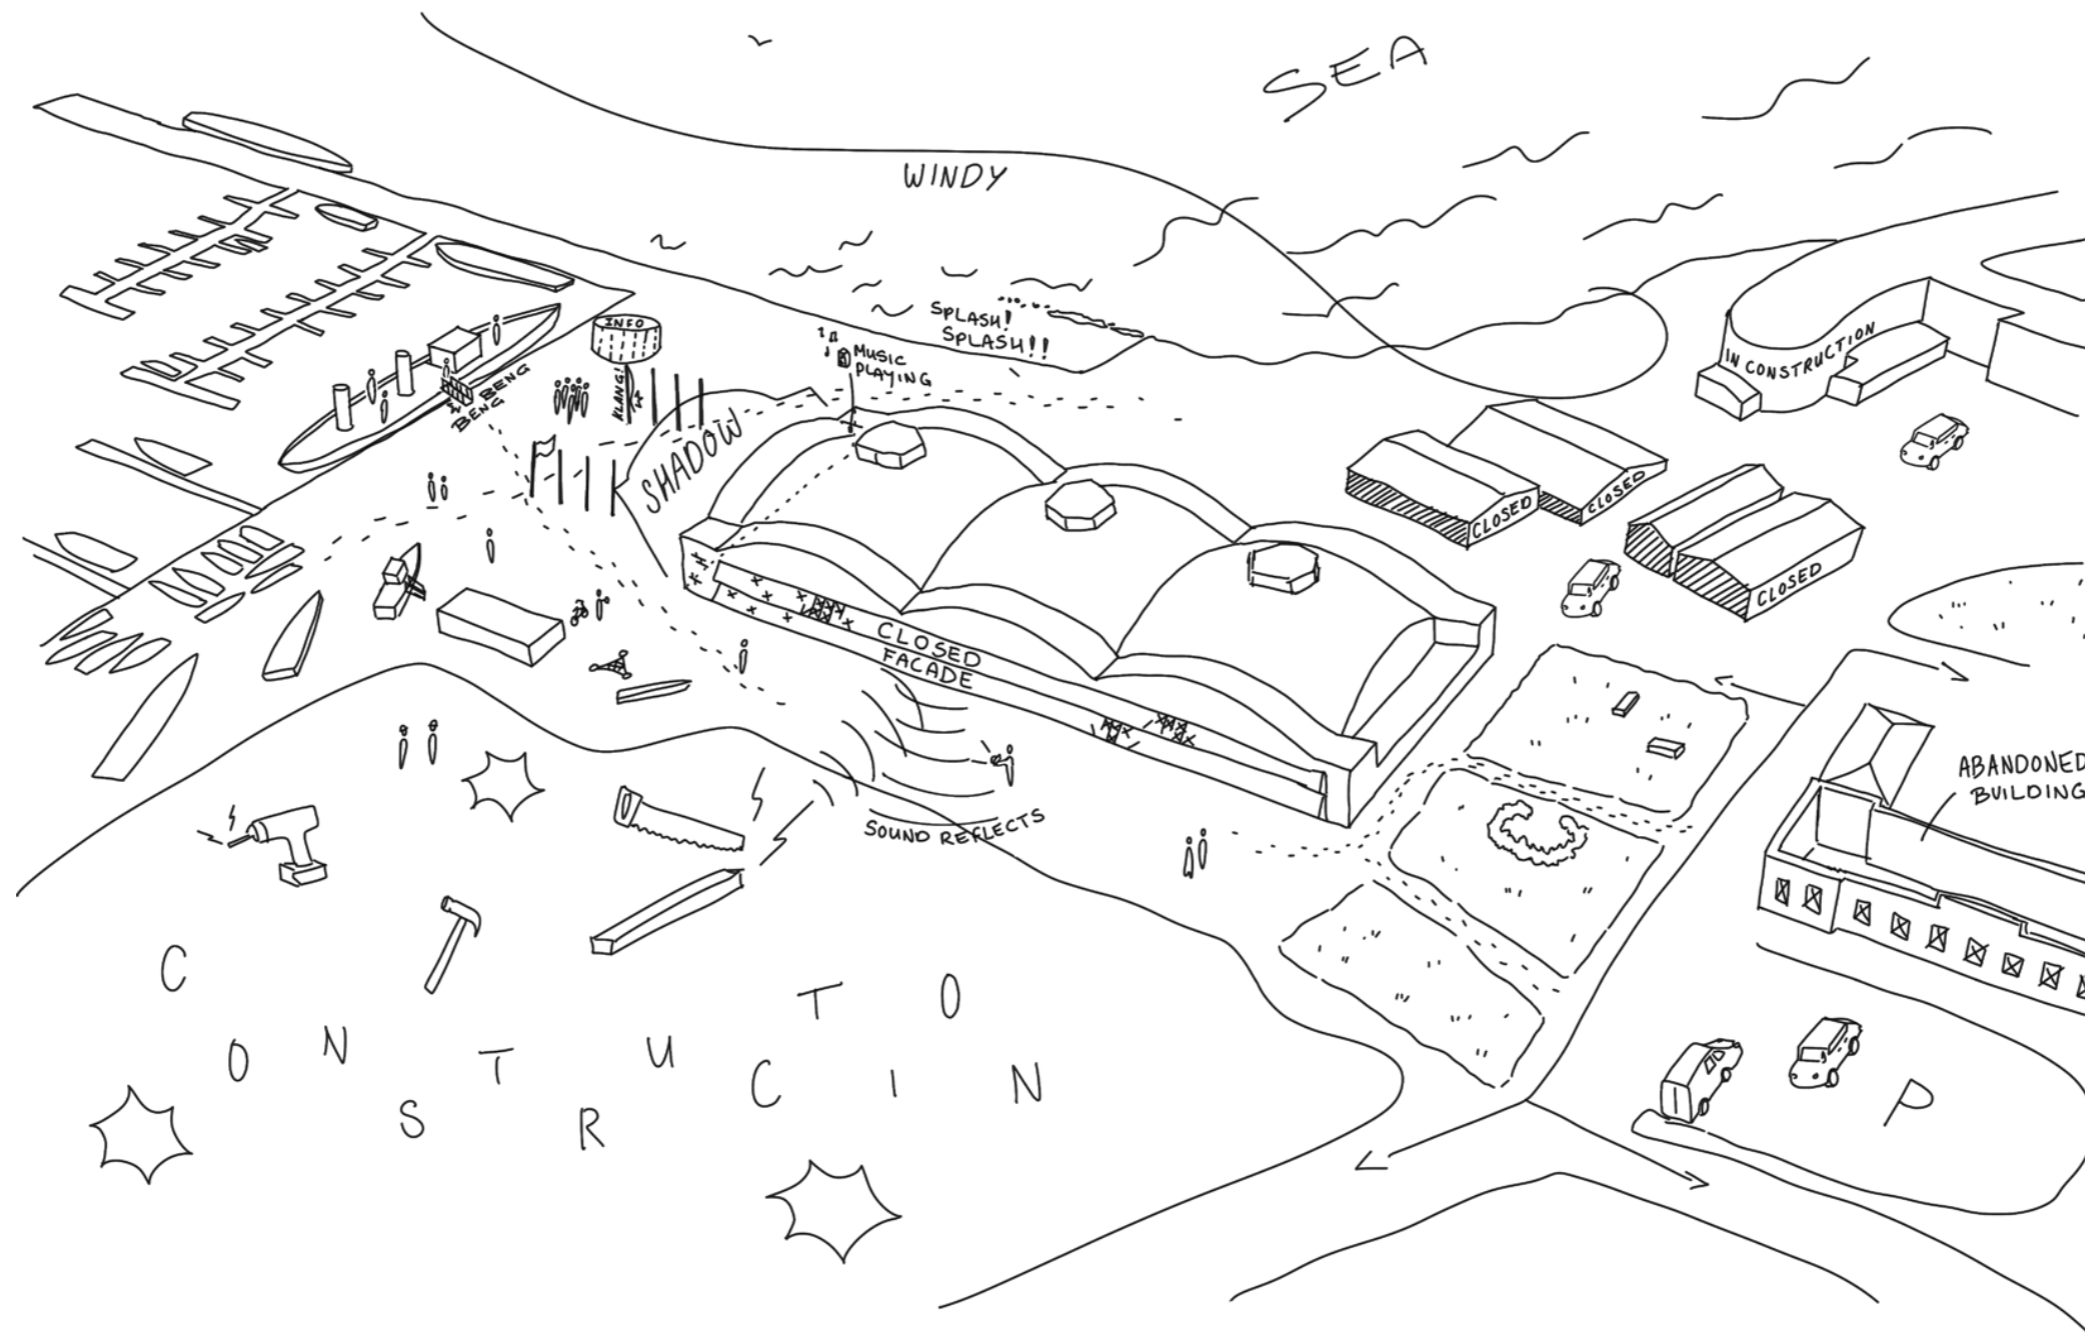 SEA
WINDY
SPLASH!
SPLASH!!
INFO
MUSIC
PLAYING
KLANG!
BENG
BENG
SHADOW
IN CONSTRUCTION
CLOSED
CLOSED
CLOSED
CLOSED
FACADE
ABANDONED
BUILDING
SOUND REFLECTS
CONSTRUCTION
P